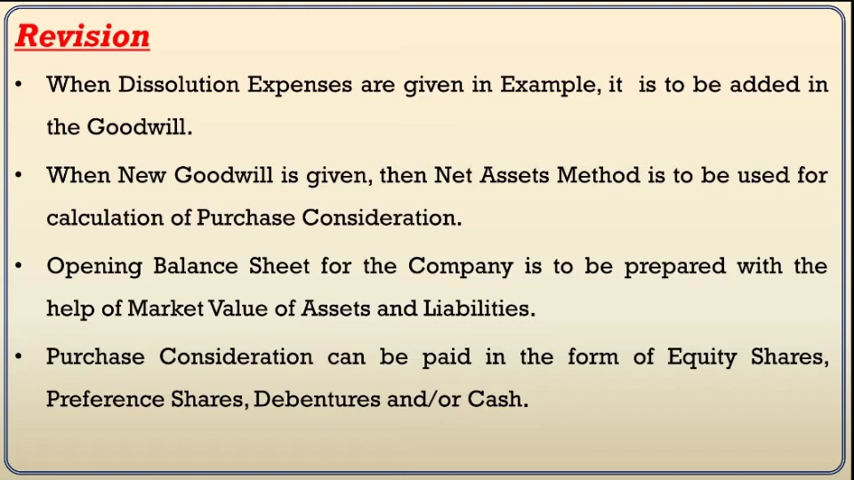 Revision
• When Dissolution Expenses are given in Example, it is to be added in
the Goodwill.
• When New Goodwill is given, then Net Assets Method is to be used for
calculation of Purchase Consideration.
• Opening Balance Sheet for the Company is to be prepared with the
help of Market Value of Assets and Liabilities.
• Purchase Consideration can be paid in the form of Equity Shares,
Preference Shares, Debentures and/or Cash.